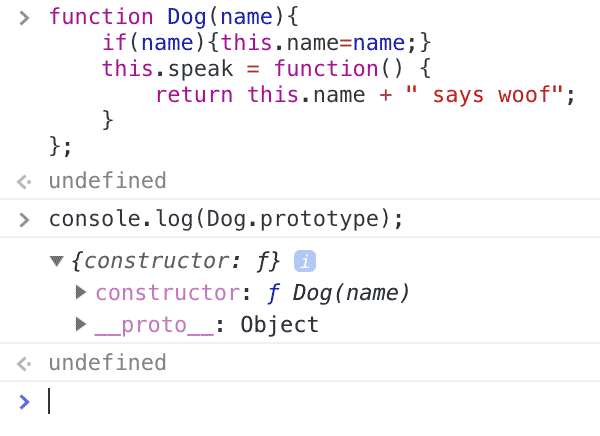 > function Dog(name){
if(name){this.name=name;}
this.speak = function() {
return this.name + " says woof";
}
};
undefined
> console.log(Dog.prototype);
▼ {constructor: ƒ} i
▶ constructor: ƒ Dog(name)
▶ __proto__: Object
undefined
>